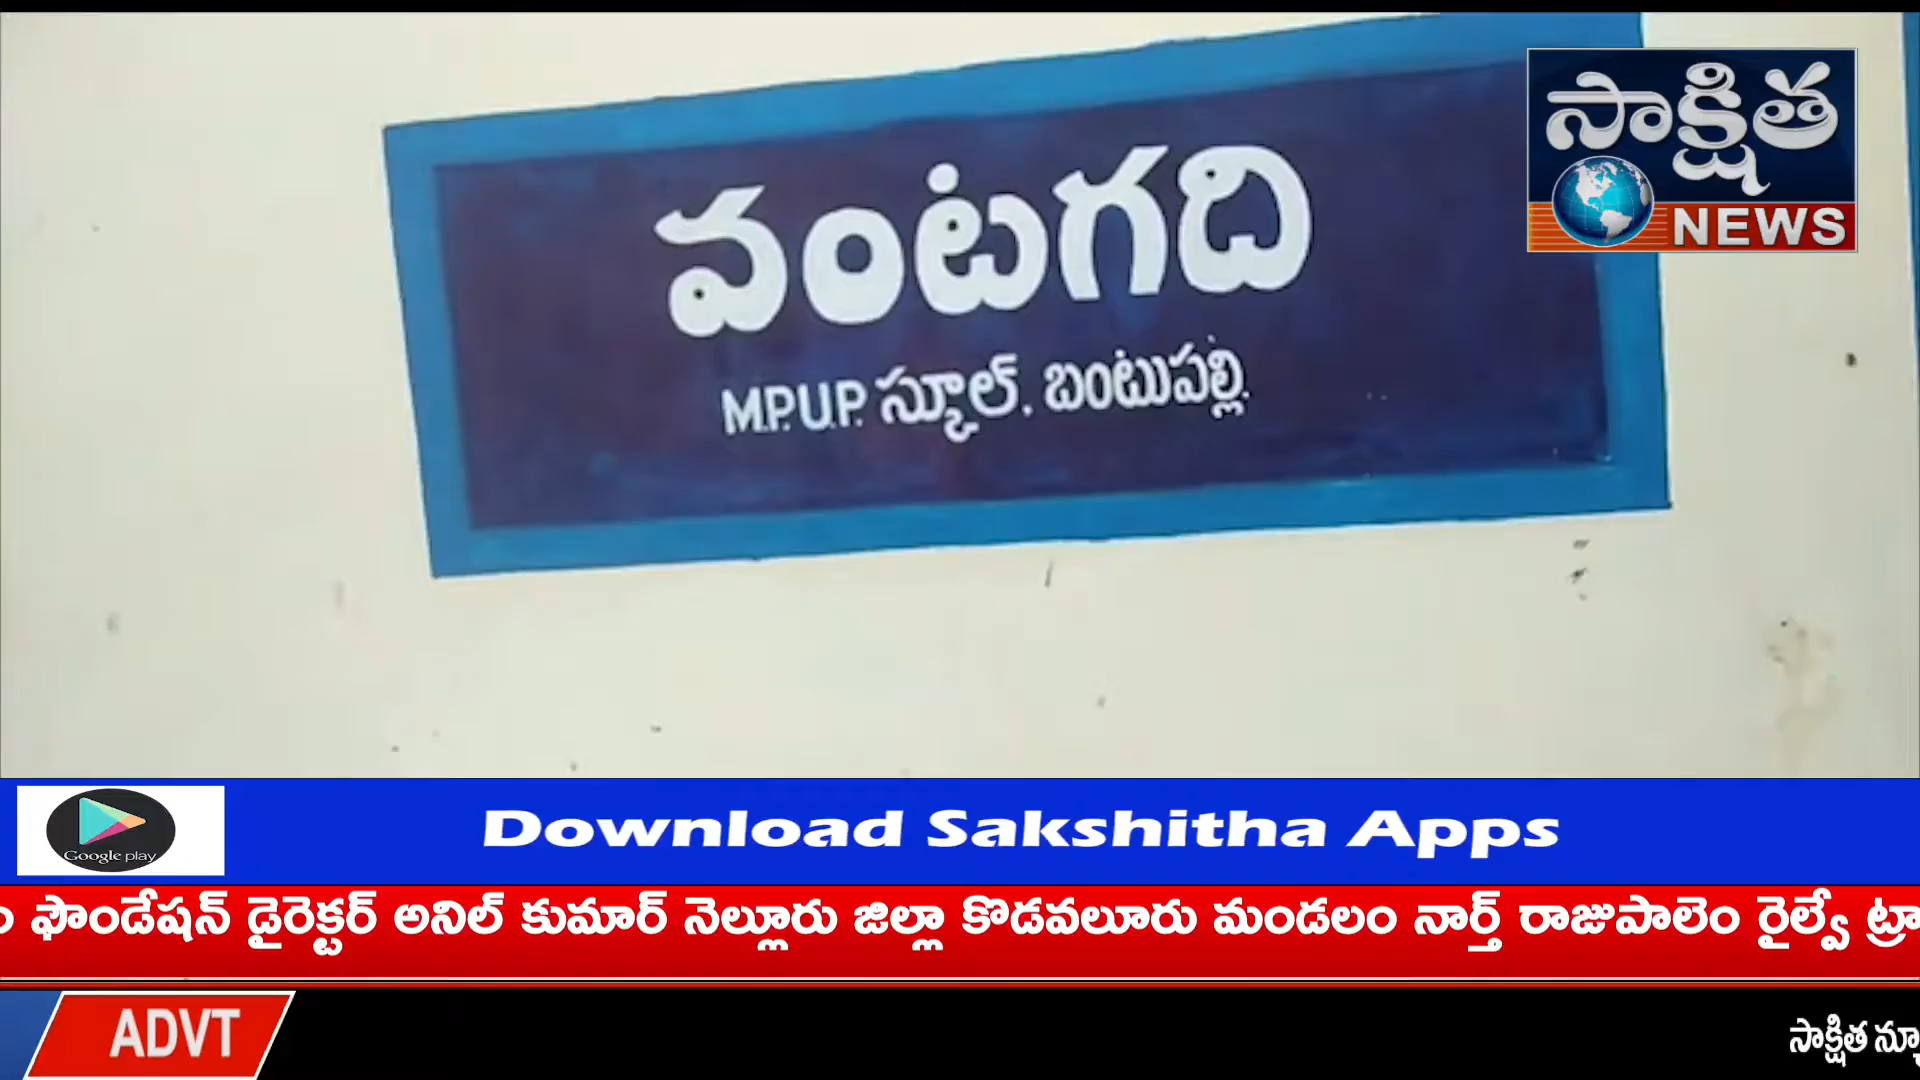 సాక్షిత
NEWS
వంటగది
M.P.U.P. స్కూల్. బంటుపల్లి.
Google play
Download Sakshitha Apps
ఫౌండేషన్ డైరెక్టర్ అనిల్ కుమార్ నెల్లూరు జిల్లా కొడవలూరు మండలం నార్త్ రాజుపాలెం రైల్వే ట్రా
ADVT
సాక్షిత న్యూ